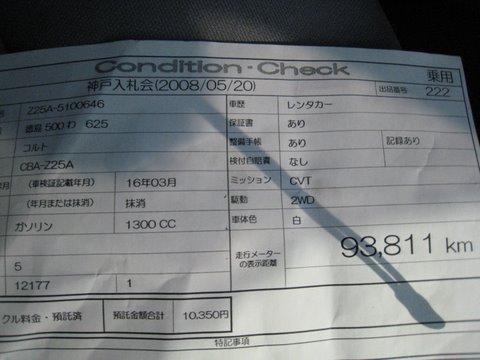 Condition・Check
乗用
神戸入札会(2008/05/20)
出品番号 222
Z25A-5100646
車歴 レンタカー
徳島 500 わ 625
保証書 あり
コルト
整備手帳 あり 記録あり
CBA-Z25A
検付自賠責 なし
(車検証記載年月) 16年03月
ミッション CVT
(年月または抹消) 抹消
駆動 2WD
ガソリン 1300 CC
車体色 白
走行メーター
の表示距離 93,811 km
5
12177 1
クル料金・預託済 預託金額合計 10,350円
特記事項